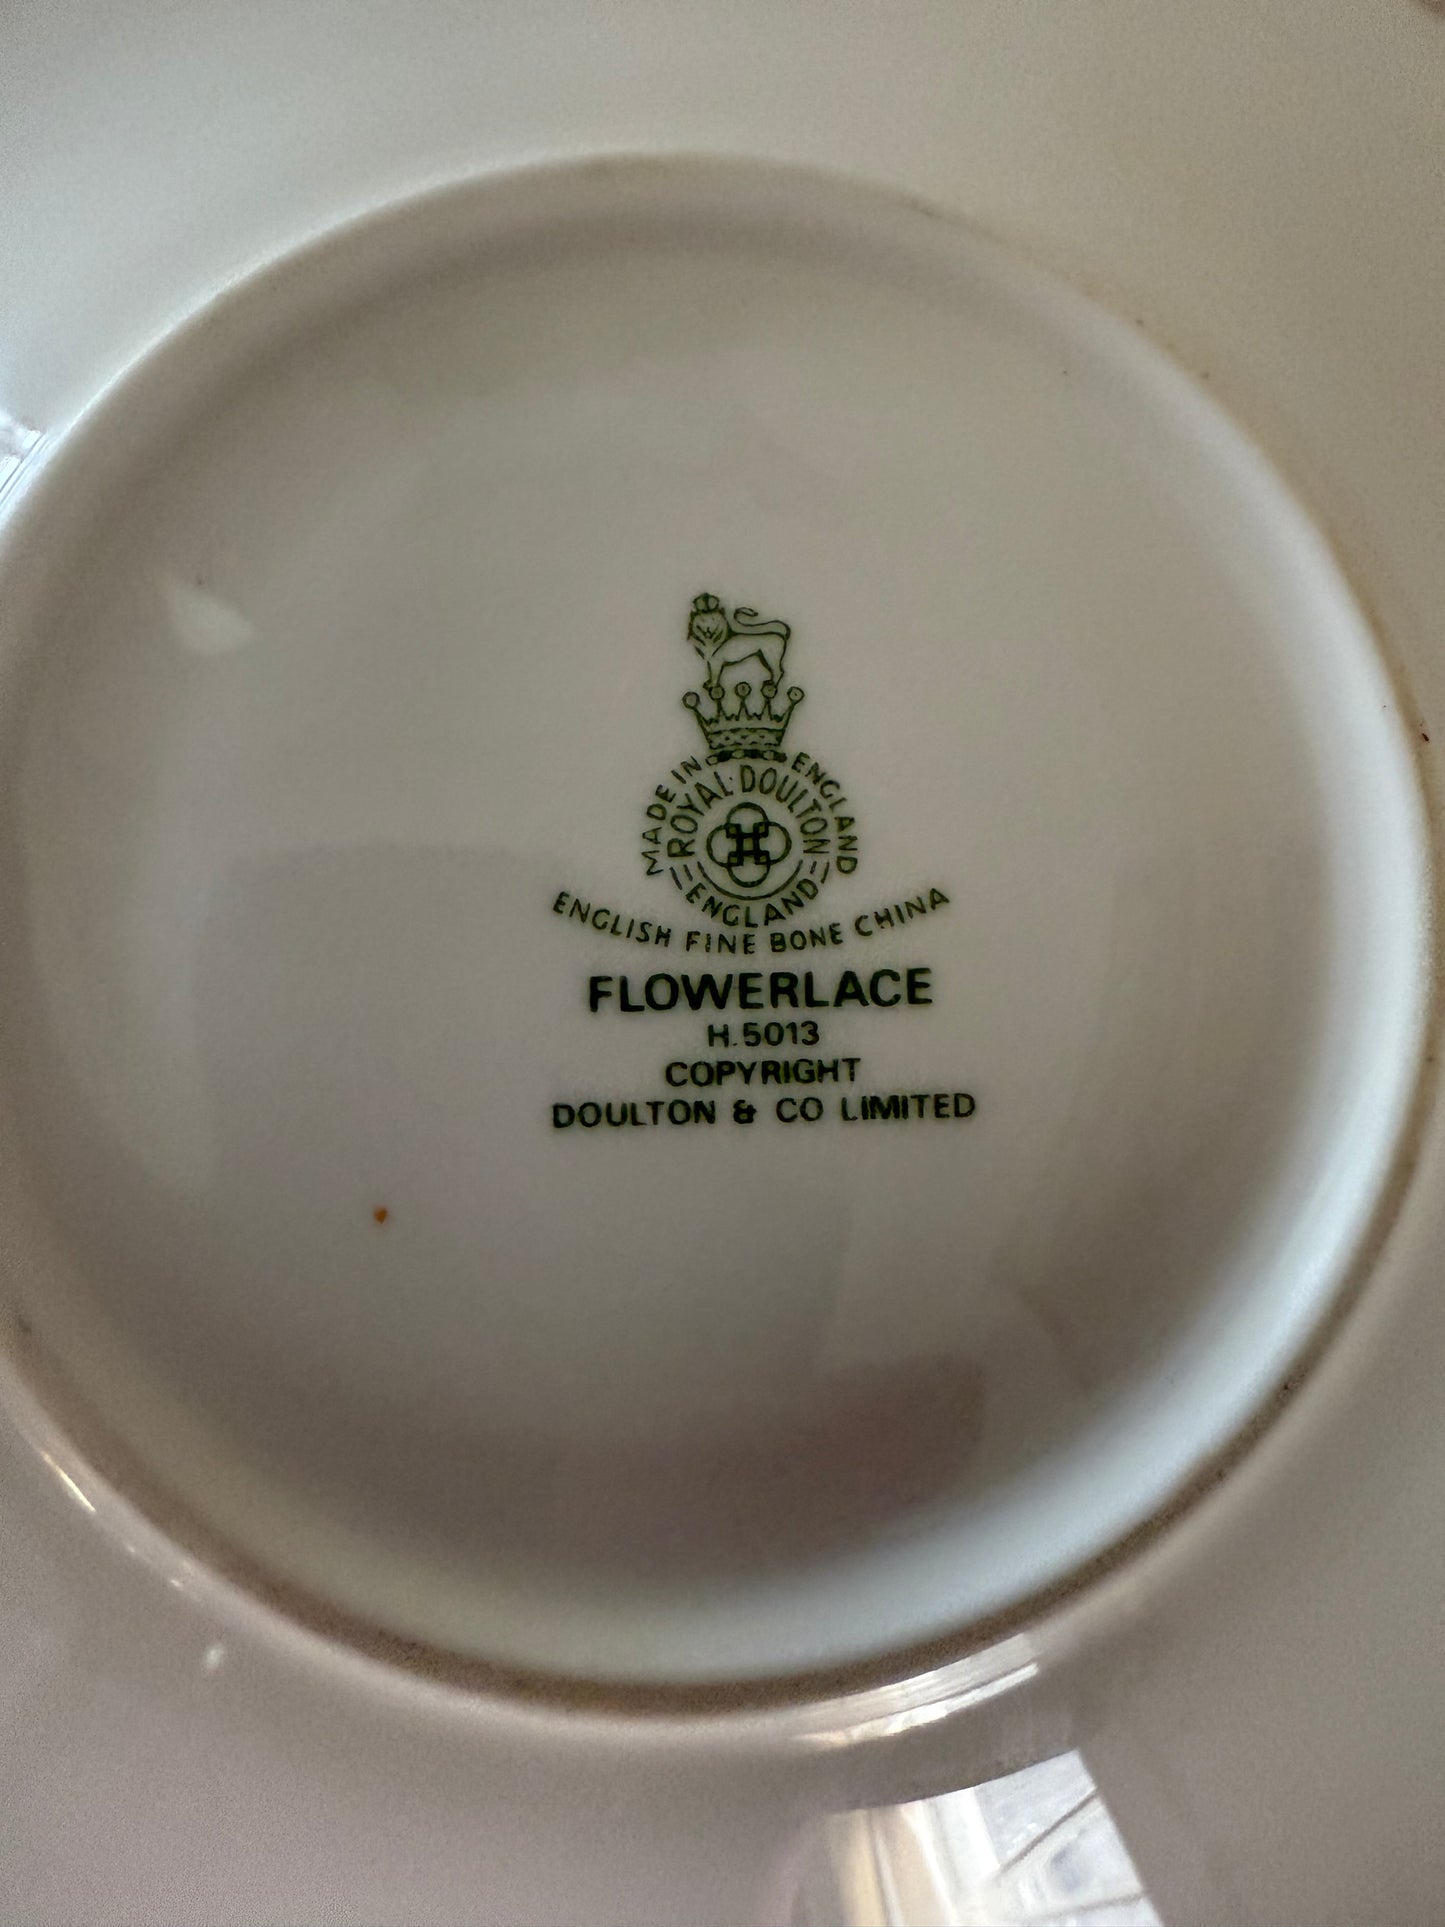 MADE IN ENGLAND
ROYAL DOULTON
ENGLAND
ENGLISH FINE BONE CHINA
FLOWERLACE
H.5013
COPYRIGHT
DOULTON & CO LIMITED